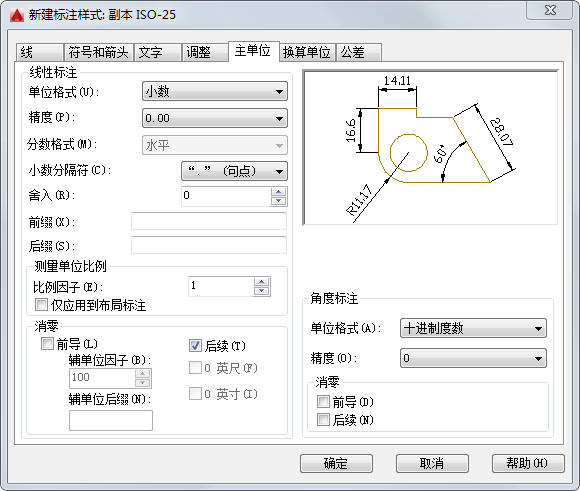 新建标注样式: 副本 ISO-25
线 符号和箭头 文字 调整 主单位 换算单位 公差
线性标注
单位格式(U): 小数
精度(P): 0.00
分数格式(M): 水平
小数分隔符(C): “.” (句点)
舍入(R): 0
前缀(X):
后缀(S):
测量单位比例
比例因子(E): 1
仅应用到布局标注
消零
前导(L)
辅单位因子(B):
100
辅单位后缀(N):
后续(T)
0 英尺(F)
0 英寸(I)
14.11
16.6
28.07
60°
R11.17
角度标注
单位格式(A): 十进制度数
精度(O): 0
消零
前导(D)
后续(N)
确定 取消 帮助(H)